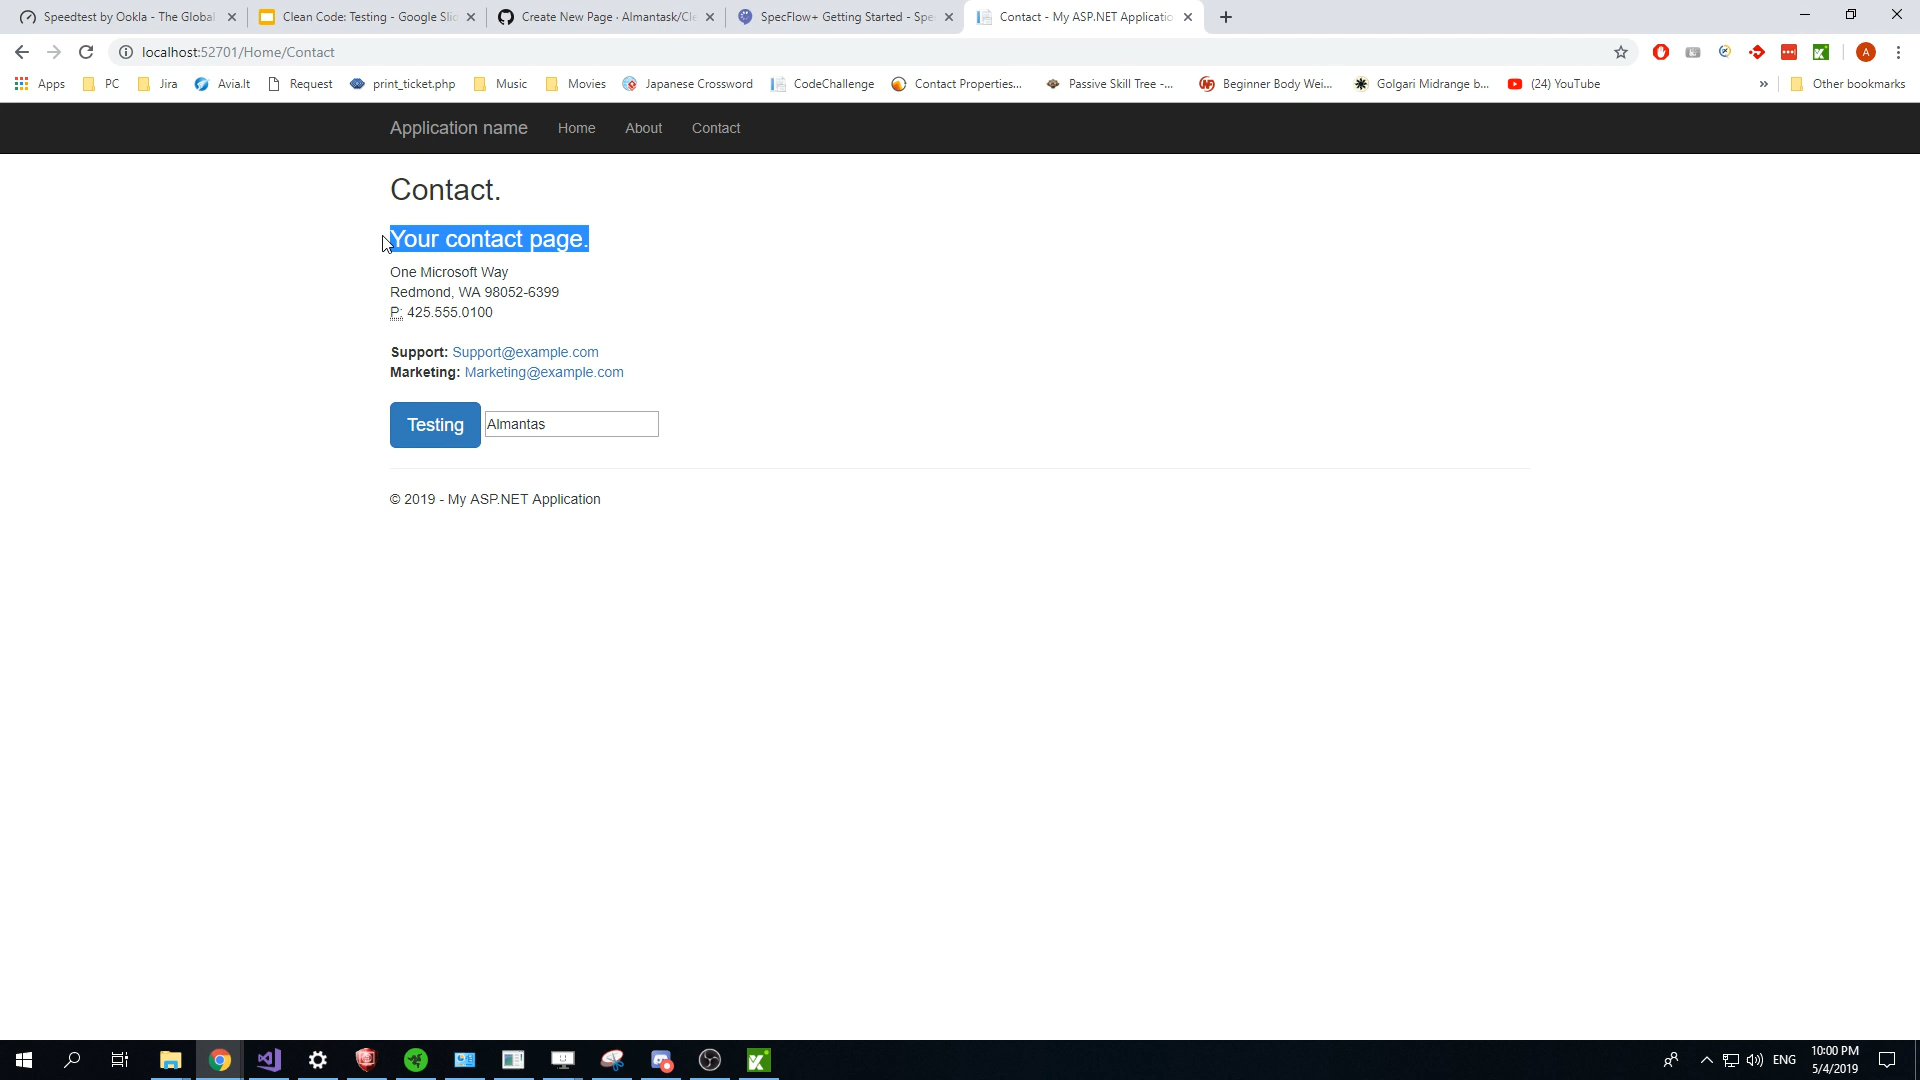 Speedtest by Ookla - The Global
Clean Code: Testing - Google Slid
Create New Page · Almantask/Cle
SpecFlow+ Getting Started - Spe
Contact - My ASP.NET Applicatio
localhost:52701/Home/Contact
Apps PC Jira Avia.lt Request print_ticket.php Music Movies Japanese Crossword CodeChallenge Contact Properties... Passive Skill Tree -... Beginner Body Wei... Golgari Midrange b... (24) YouTube » Other bookmarks
Application name Home About Contact
Contact.
Your contact page.
One Microsoft Way
Redmond, WA 98052-6399
P: 425.555.0100
Support: Support@example.com
Marketing: Marketing@example.com
Testing Almantas
© 2019 - My ASP.NET Application
ENG
10:00 PM
5/4/2019